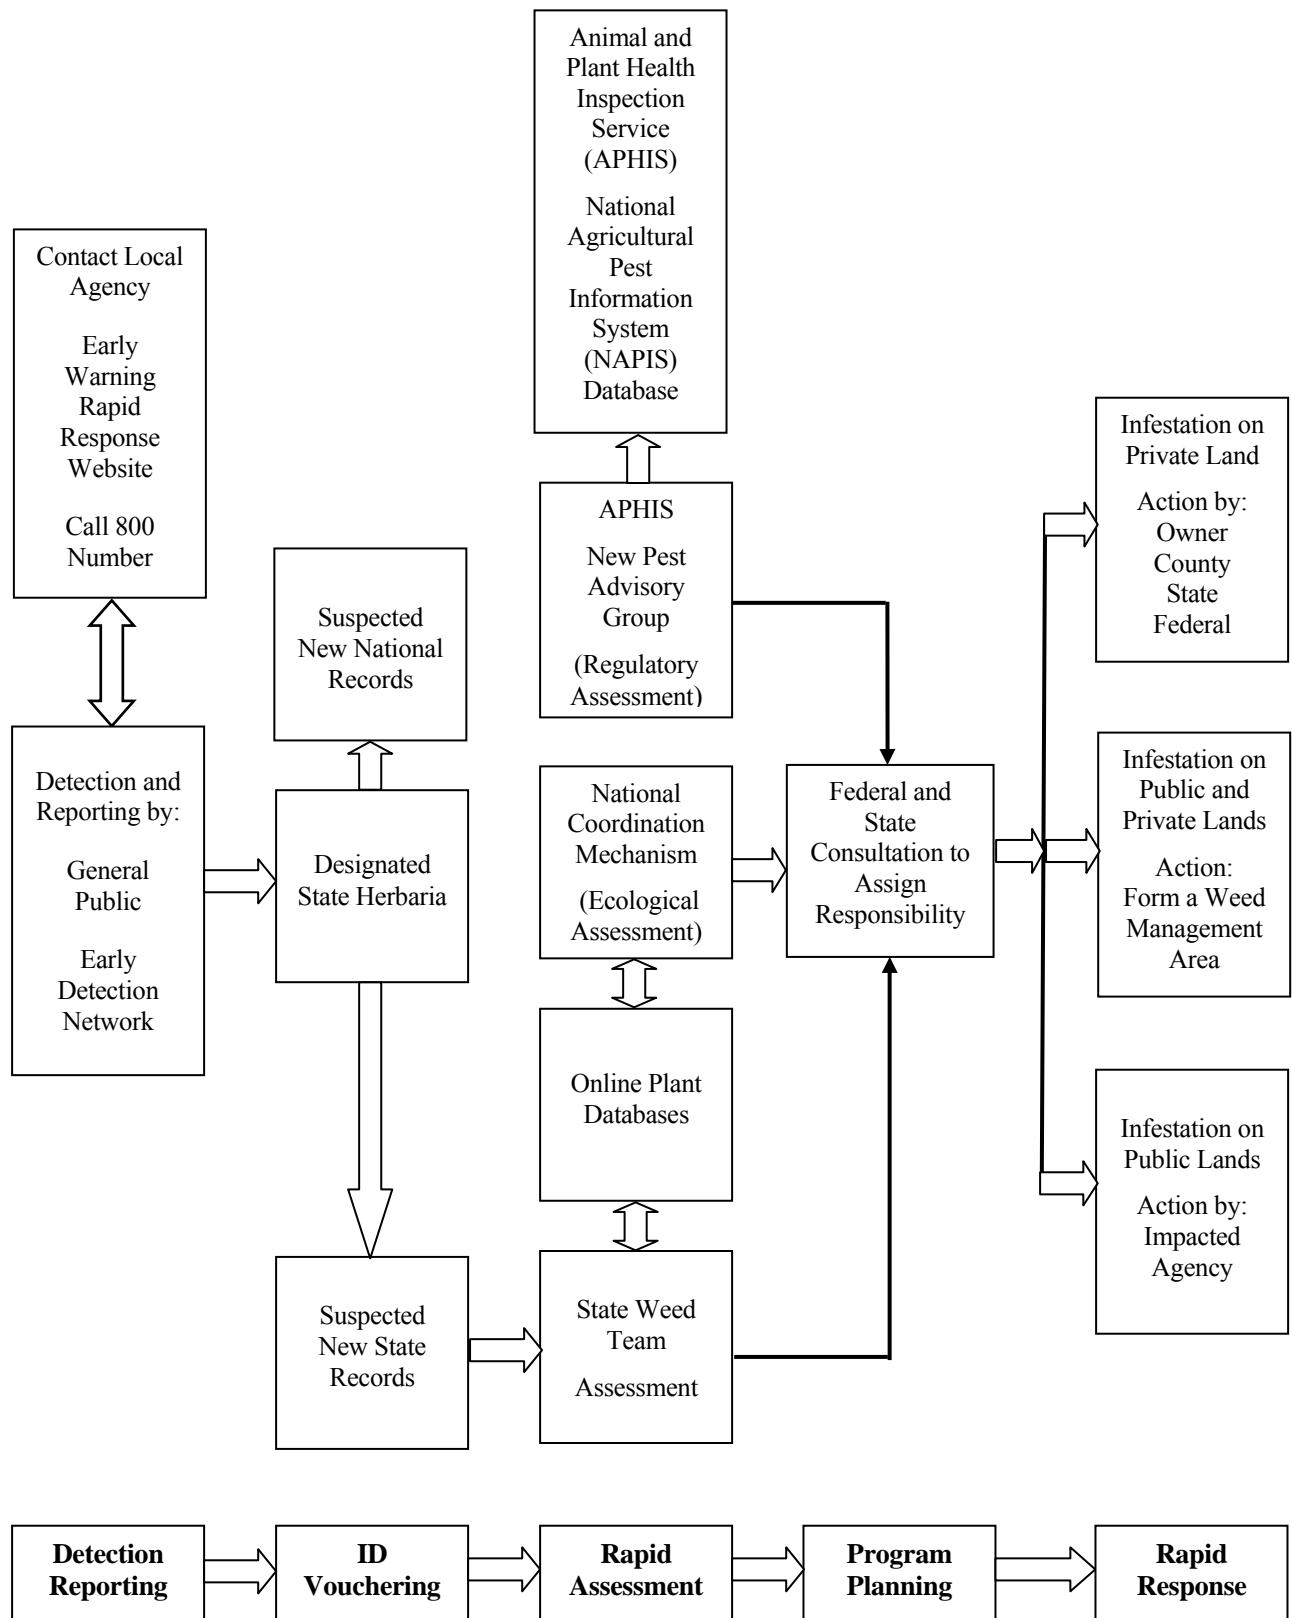 Animal and
Plant Health
Inspection
Service
(APHIS)
National
Agricultural
Pest
Information
System
(NAPIS)
Database
Contact Local
Agency
Early
Warning
Rapid
Response
Website
Call 800
Number
Detection and
Reporting by:
General
Public
Early
Detection
Network
Suspected
New National
Records
Designated
State Herbaria
Suspected
New State
Records
APHIS
New Pest
Advisory
Group
(Regulatory
Assessment)
National
Coordination
Mechanism
(Ecological
Assessment)
Online Plant
Databases
State Weed
Team
Assessment
Federal and
State
Consultation to
Assign
Responsibility
Infestation on
Private Land
Action by:
Owner
County
State
Federal
Infestation on
Public and
Private Lands
Action:
Form a Weed
Management
Area
Infestation on
Public Lands
Action by:
Impacted
Agency
Detection
Reporting
ID
Vouchering
Rapid
Assessment
Program
Planning
Rapid
Response